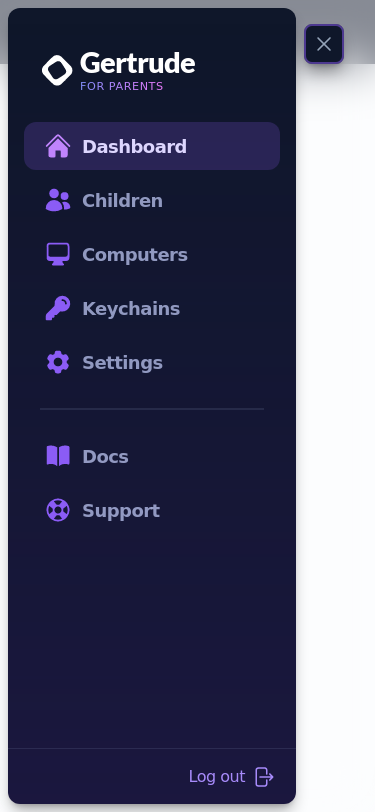 Gertrude
FOR PARENTS
Dashboard
Children
Computers
Keychains
Settings
Docs
Support
Log out